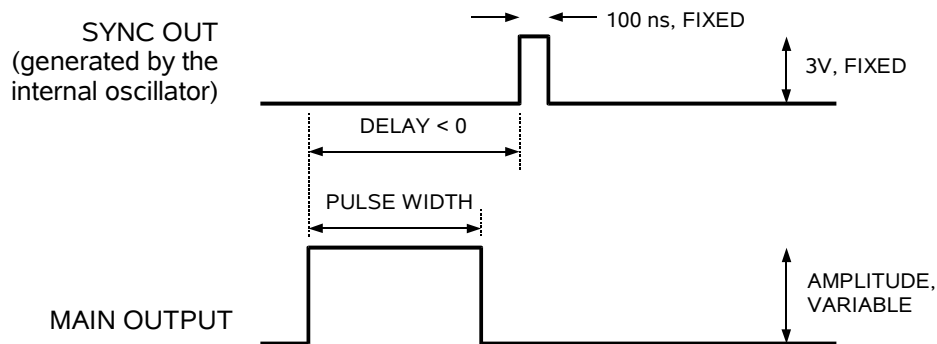 SYNC OUT
(generated by the
internal oscillator)
100 ns, FIXED
3V, FIXED
DELAY < 0
PULSE WIDTH
MAIN OUTPUT
AMPLITUDE,
VARIABLE